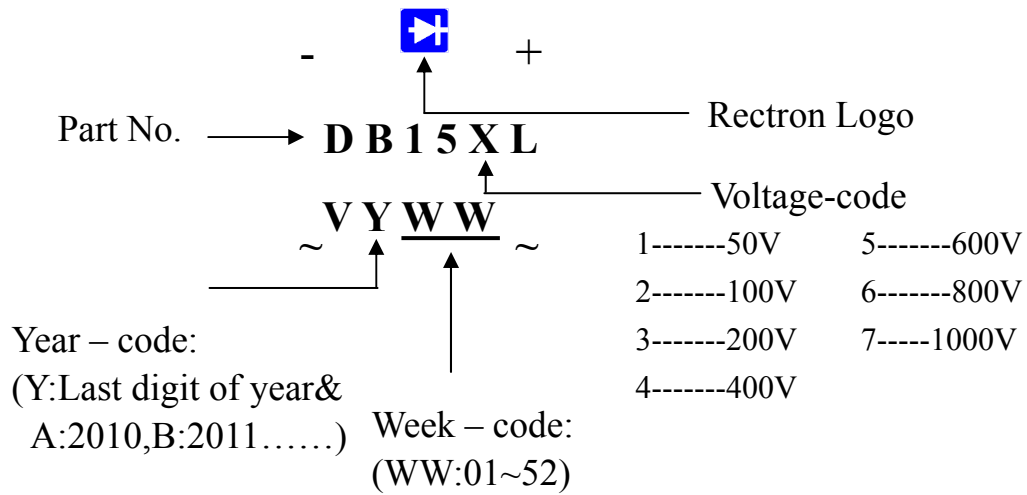 - +
Rectron Logo
Part No. D B 1 5 X L
Voltage-code
V Y W W
~ ~
1-------50V 5-------600V
2-------100V 6-------800V
3-------200V 7-----1000V
4-------400V
Year – code:
(Y:Last digit of year&
A:2010,B:2011……)
Week – code:
(WW:01~52)